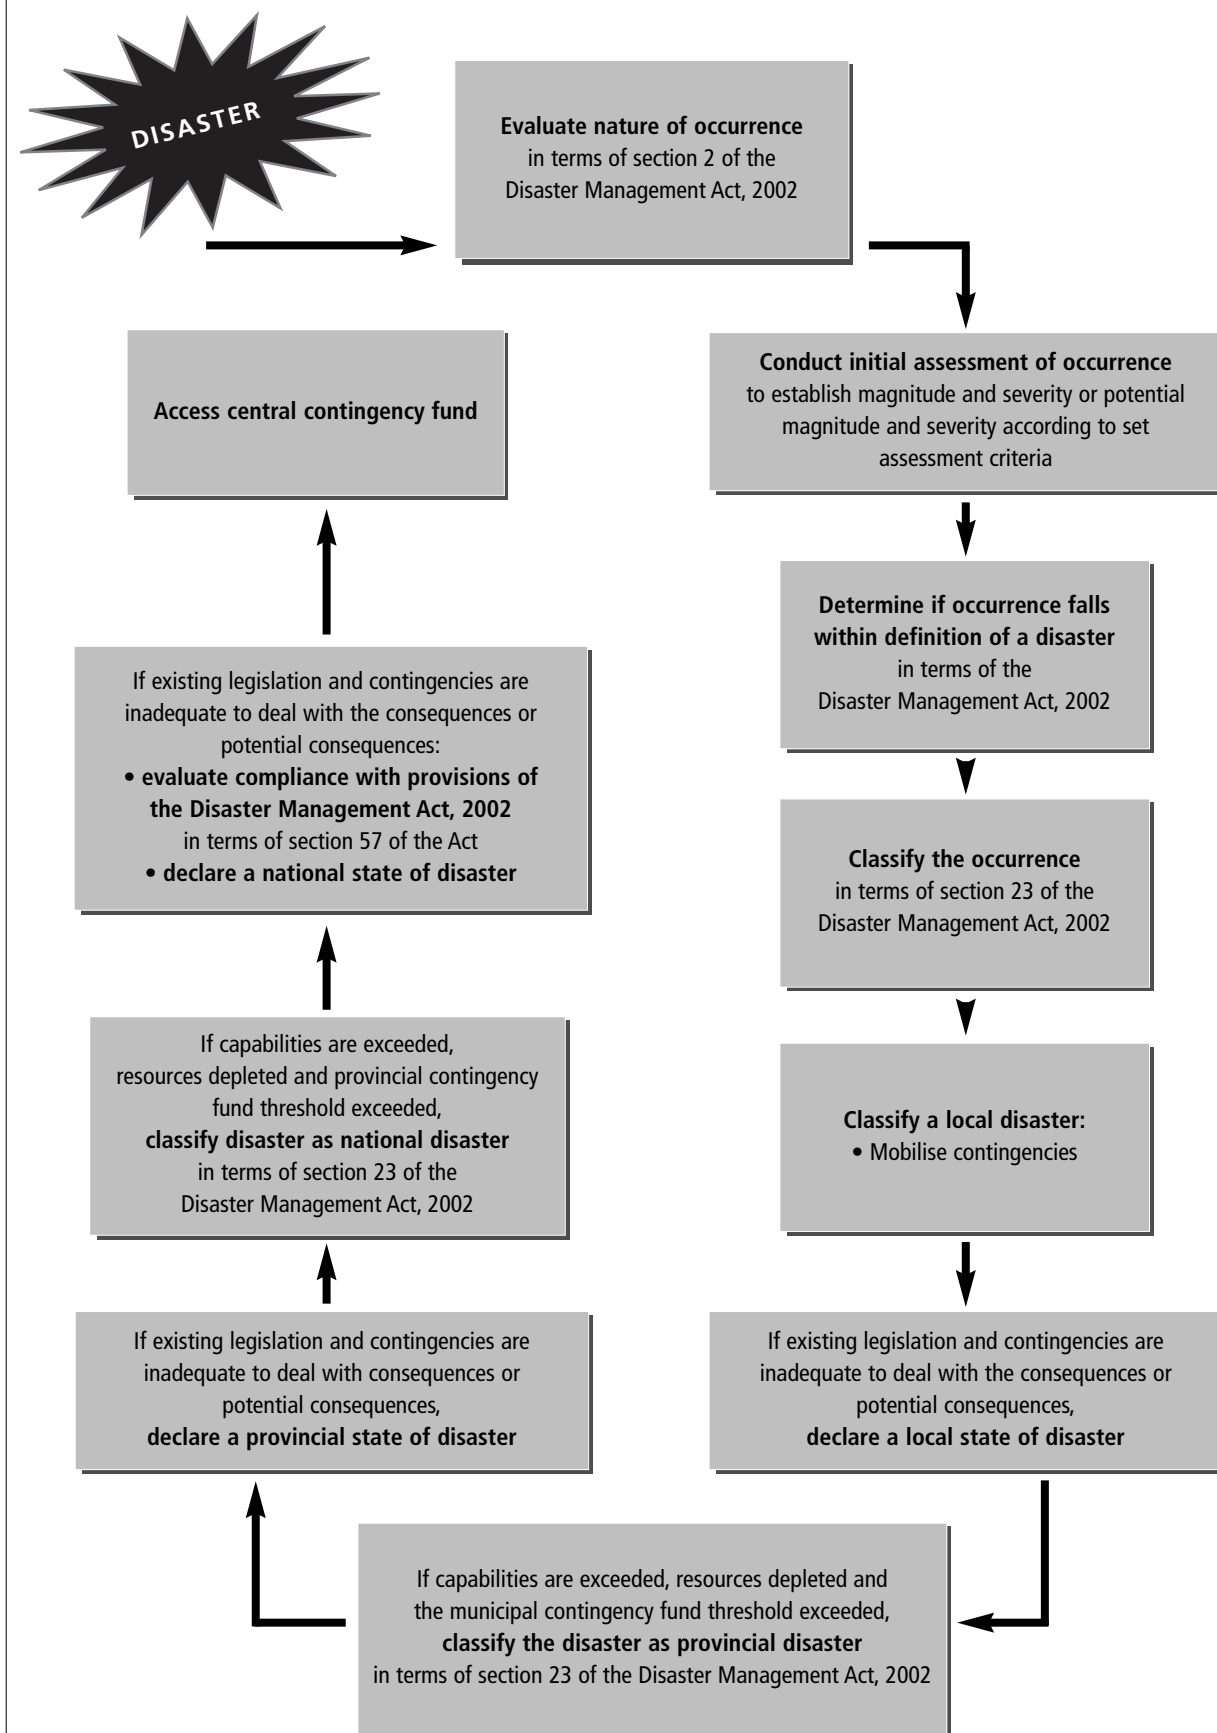 DISASTER
Evaluate nature of occurrence
in terms of section 2 of the
Disaster Management Act, 2002
Conduct initial assessment of occurrence
to establish magnitude and severity or potential
magnitude and severity according to set
assessment criteria
Determine if occurrence falls
within definition of a disaster
in terms of the
Disaster Management Act, 2002
Classify the occurrence
in terms of section 23 of the
Disaster Management Act, 2002
Classify a local disaster:
• Mobilise contingencies
If existing legislation and contingencies are
inadequate to deal with the consequences or
potential consequences,
declare a local state of disaster
If capabilities are exceeded, resources depleted and
the municipal contingency fund threshold exceeded,
classify the disaster as provincial disaster
in terms of section 23 of the Disaster Management Act, 2002
If existing legislation and contingencies are
inadequate to deal with consequences or
potential consequences,
declare a provincial state of disaster
If capabilities are exceeded,
resources depleted and provincial contingency
fund threshold exceeded,
classify disaster as national disaster
in terms of section 23 of the
Disaster Management Act, 2002
If existing legislation and contingencies are
inadequate to deal with the consequences or
potential consequences:
• evaluate compliance with provisions of
the Disaster Management Act, 2002
in terms of section 57 of the Act
• declare a national state of disaster
Access central contingency fund